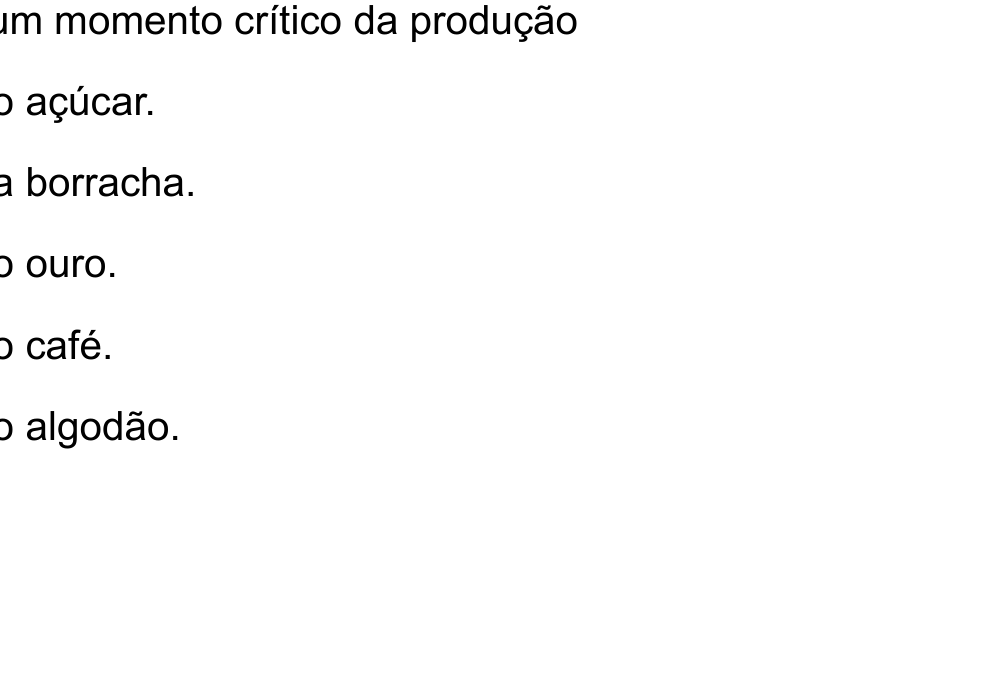 um momento crítico da produção
o açúcar.
a borracha.
o ouro.
o café.
o algodão.